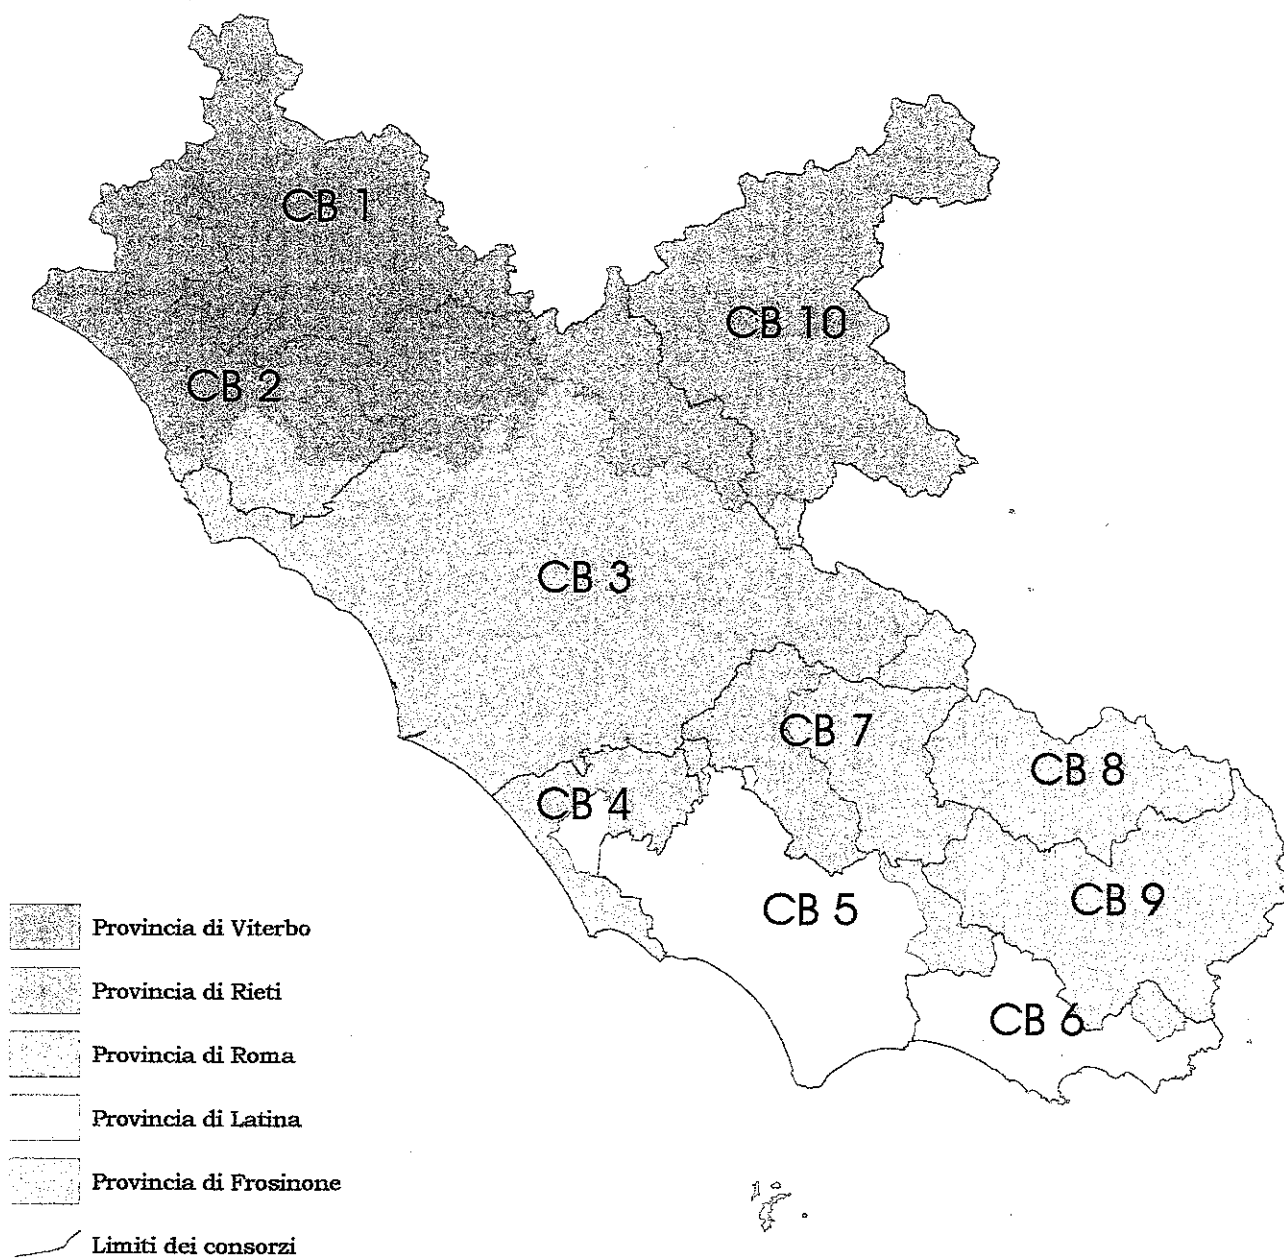 CB 1
CB 10
CB 2
CB 3
CB 7
CB 8
CB 4
CB 9
CB 5
CB 6
Provincia di Viterbo
Provincia di Rieti
Provincia di Roma
Provincia di Latina
Provincia di Frosinone
Limiti dei consorzi